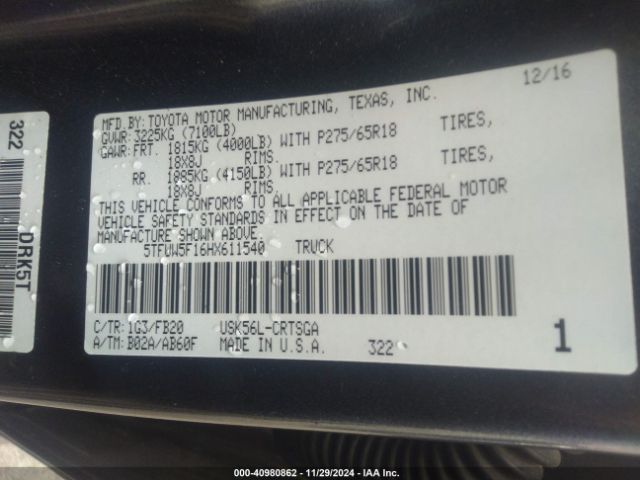 12/16
MFD.BY:TOYOTA MOTOR MANUFACTURING, TEXAS, INC.
GVWR:3225KG (7100LB)
GAWR:FRT. 1815KG (4000LB) WITH P275/65R18 TIRES,
18X8J RIMS.
RR. 1885KG (4150LB) WITH P275/65R18 TIRES,
18X8J RIMS.
THIS VEHICLE CONFORMS TO ALL APPLICABLE FEDERAL MOTOR
VEHICLE SAFETY STANDARDS IN EFFECT ON THE DATE OF
MANUFACTURE SHOWN ABOVE.
5TFUW5F16HX611540 TRUCK
C/TR:1G3/FB20 USK56L-CRTSGA
A/TM:B02A/AB60F MADE IN U.S.A. 322
1
322
DRK5T
000-40980862 - 11/29/2024 - IAA Inc.